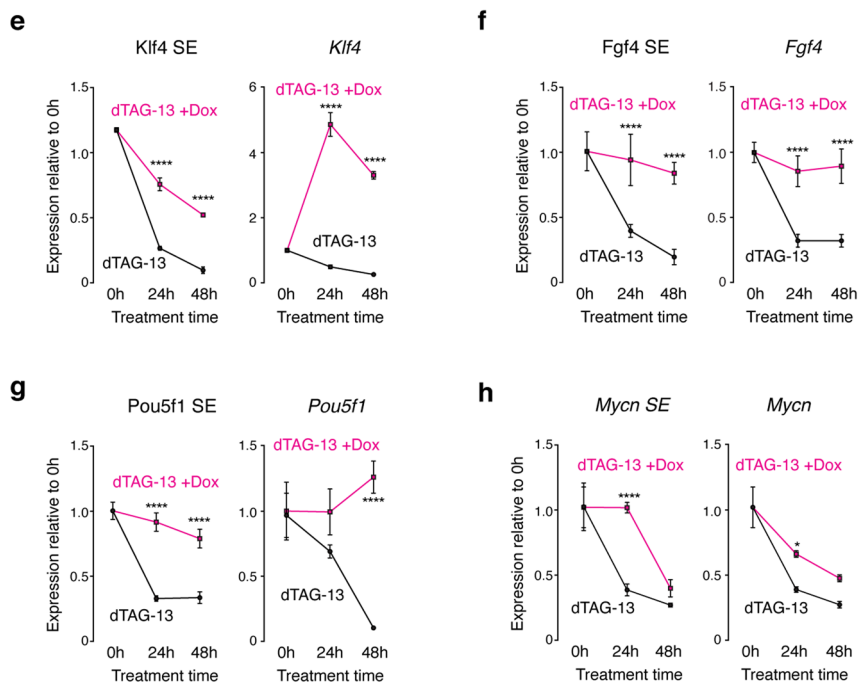 e
Klf4 SE
Klf4
Expression relative to 0h
1.5
1.0
0.5
0
dTAG-13 +Dox
****
****
dTAG-13
0h
24h
48h
Treatment time
6
4
2
0
dTAG-13 +Dox
****
****
dTAG-13
0h
24h
48h
Treatment time
f
Fgf4 SE
Fgf4
Expression relative to 0h
1.5
1.0
0.5
0
dTAG-13 +Dox
****
****
dTAG-13
0h
24h
48h
Treatment time
1.5
1.0
0.5
0
dTAG-13 +Dox
****
****
dTAG-13
0h
24h
48h
Treatment time
g
Pou5f1 SE
Pou5f1
Expression relative to 0h
1.5
1.0
0.5
0
dTAG-13 +Dox
****
****
dTAG-13
0h
24h
48h
Treatment time
1.5
1.0
0.5
0
dTAG-13 +Dox
****
dTAG-13
0h
24h
48h
Treatment time
h
Mycn SE
Mycn
Expression relative to 0h
1.5
1.0
0.5
0
dTAG-13 +Dox
****
dTAG-13
0h
24h
48h
Treatment time
1.5
1.0
0.5
0
dTAG-13 +Dox
*
dTAG-13
0h
24h
48h
Treatment time